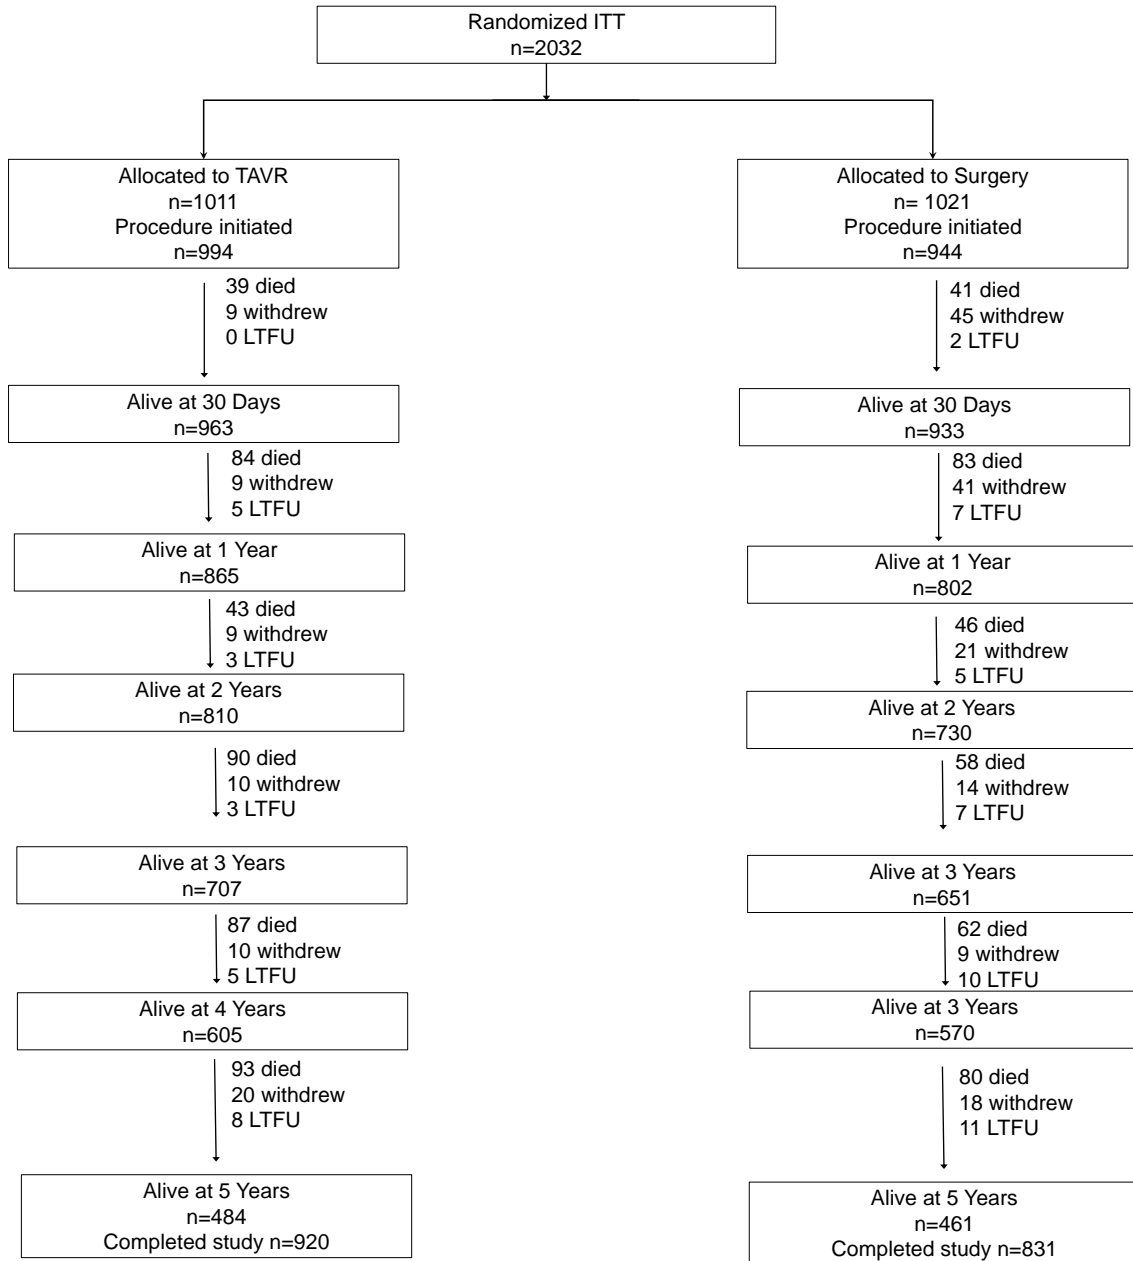 Randomized ITT
n=2032
Allocated to TAVR
n=1011
Procedure initiated
n=994
39 died
9 withdrew
0 LTFU
Alive at 30 Days
n=963
84 died
9 withdrew
5 LTFU
Alive at 1 Year
n=865
43 died
9 withdrew
3 LTFU
Alive at 2 Years
n=810
90 died
10 withdrew
3 LTFU
Alive at 3 Years
n=707
87 died
10 withdrew
5 LTFU
Alive at 4 Years
n=605
93 died
20 withdrew
8 LTFU
Alive at 5 Years
n=484
Completed study n=920
Allocated to Surgery
n= 1021
Procedure initiated
n=944
41 died
45 withdrew
2 LTFU
Alive at 30 Days
n=933
83 died
41 withdrew
7 LTFU
Alive at 1 Year
n=802
46 died
21 withdrew
5 LTFU
Alive at 2 Years
n=730
58 died
14 withdrew
7 LTFU
Alive at 3 Years
n=651
62 died
9 withdrew
10 LTFU
Alive at 3 Years
n=570
80 died
18 withdrew
11 LTFU
Alive at 5 Years
n=461
Completed study n=831